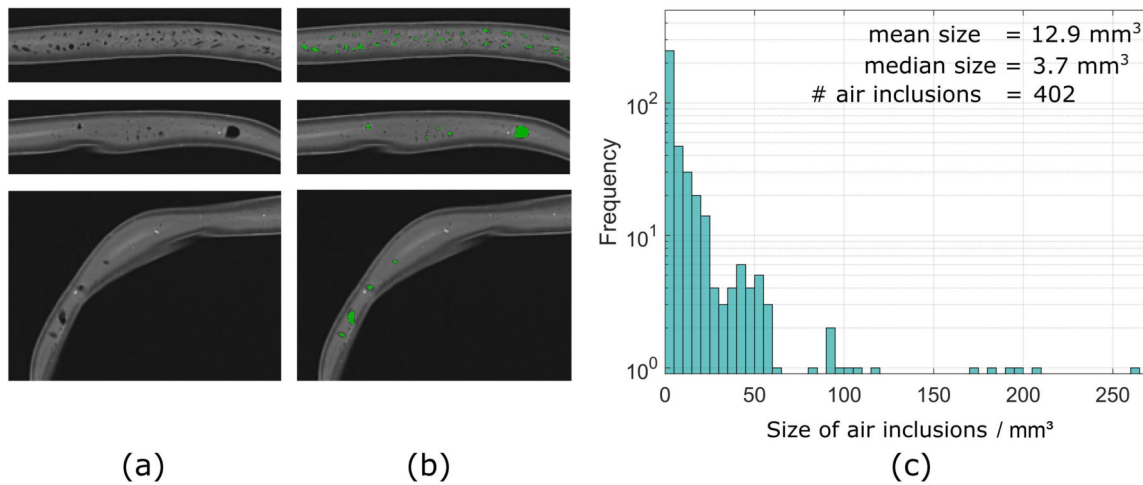 mean size = 12.9 mm³
median size = 3.7 mm³
# air inclusions = 402
10²
10¹
10⁰
Frequency
0 50 100 150 200 250
Size of air inclusions / mm³
(a) (b) (c)